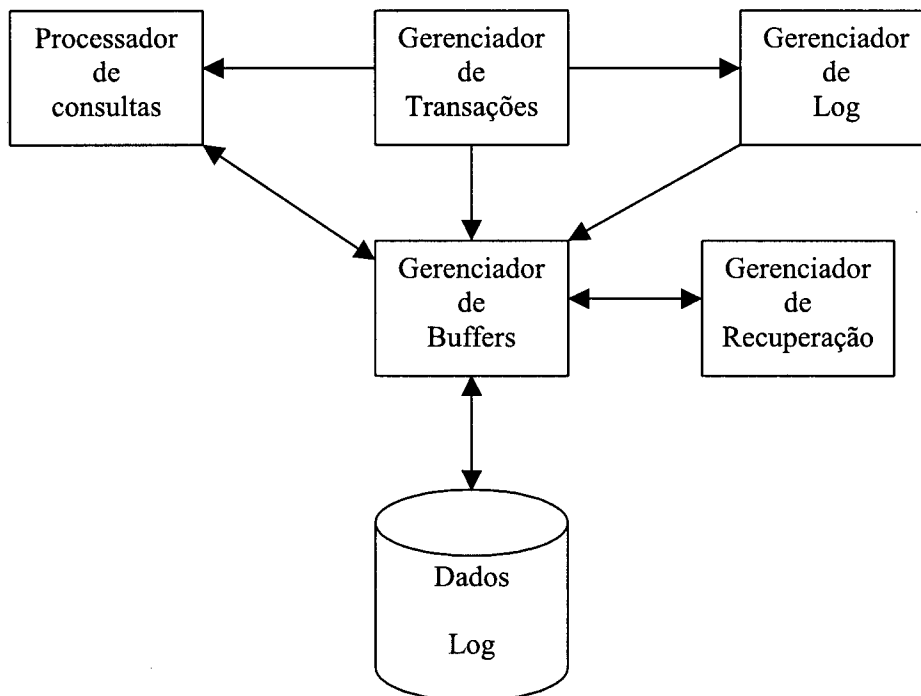 Processador
de
consultas
Gerenciador
de
Transações
Gerenciador
de
Log
Gerenciador
de
Buffers
Gerenciador
de
Recuperação
Dados
Log